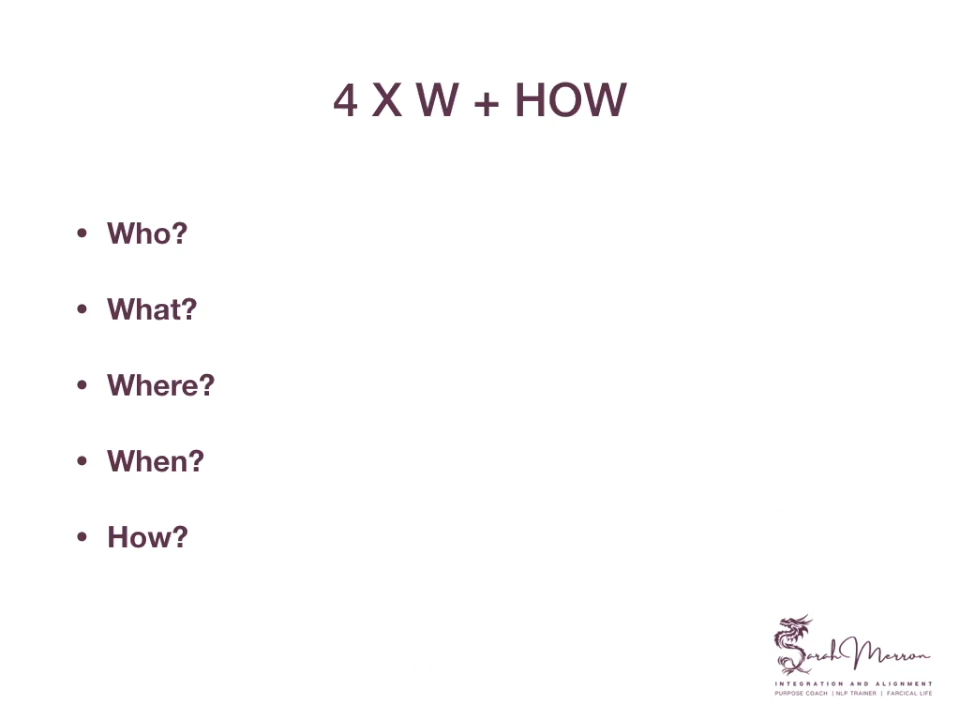 4 X W + HOW
• Who?
• What?
• Where?
• When?
• How?
Sarah Merron
INTEGRATION AND ALIGNMENT
PURPOSE COACH | NLP TRAINER | FARCICAL LIFE